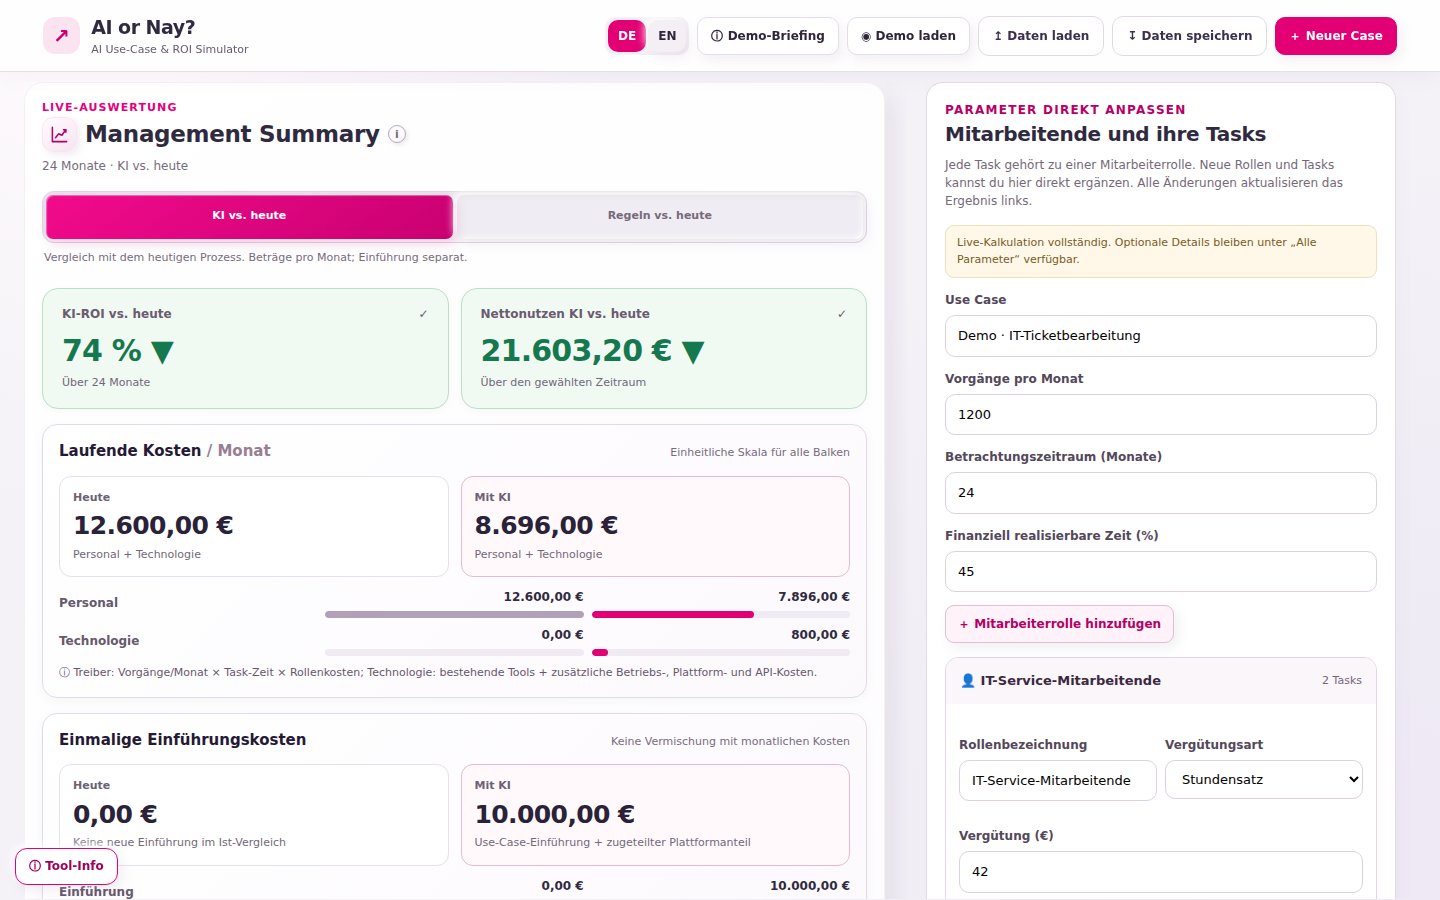 AI or Nay?
AI Use-Case & ROI Simulator
DE
EN
ⓘ Demo-Briefing
◉ Demo laden
↥ Daten laden
↧ Daten speichern
+ Neuer Case
LIVE-AUSWERTUNG
Management Summary i
24 Monate · KI vs. heute
KI vs. heute
Regeln vs. heute
Vergleich mit dem heutigen Prozess. Beträge pro Monat; Einführung separat.
KI-ROI vs. heute ✓
74 % ▼
Über 24 Monate
Nettonutzen KI vs. heute ✓
21.603,20 € ▼
Über den gewählten Zeitraum
Laufende Kosten / Monat
Einheitliche Skala für alle Balken
Heute
12.600,00 €
Personal + Technologie
Mit KI
8.696,00 €
Personal + Technologie
Personal
12.600,00 €
7.896,00 €
Technologie
0,00 €
800,00 €
ⓘ Treiber: Vorgänge/Monat × Task-Zeit × Rollenkosten; Technologie: bestehende Tools + zusätzliche Betriebs-, Plattform- und API-Kosten.
Einmalige Einführungskosten
Keine Vermischung mit monatlichen Kosten
Heute
0,00 €
Keine neue Einführung im Ist-Vergleich
Mit KI
10.000,00 €
Use-Case-Einführung + zugeteilter Plattformanteil
Einführung
0,00 €
10.000,00 €
ⓘ Tool-Info
PARAMETER DIREKT ANPASSEN
Mitarbeitende und ihre Tasks
Jede Task gehört zu einer Mitarbeiterrolle. Neue Rollen und Tasks
kannst du hier direkt ergänzen. Alle Änderungen aktualisieren das
Ergebnis links.
Live-Kalkulation vollständig. Optionale Details bleiben unter „Alle
Parameter“ verfügbar.
Use Case
Demo · IT-Ticketbearbeitung
Vorgänge pro Monat
1200
Betrachtungszeitraum (Monate)
24
Finanziell realisierbare Zeit (%)
45
+ Mitarbeiterrolle hinzufügen
👤 IT-Service-Mitarbeitende
2 Tasks
Rollenbezeichnung
IT-Service-Mitarbeitende
Vergütungsart
Stundensatz
Vergütung (€)
42